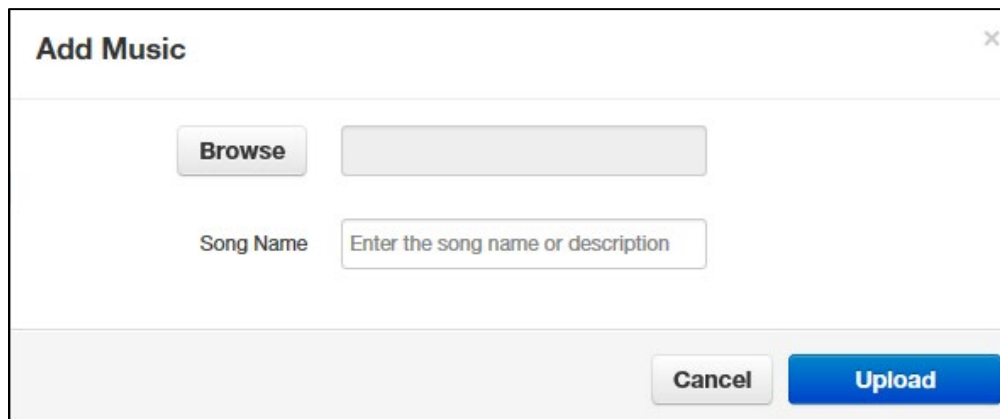 Add Music
×
Browse
Song Name Enter the song name or description
Cancel Upload